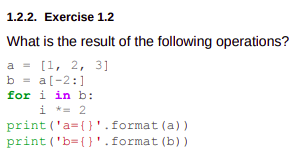 1.2.2. Exercise 1.2
What is the result of the following operations?
a = [1, 2, 3]
b = a[-2:]
for i in b:
    i *= 2
print('a={}'.format(a))
print('b={}'.format(b))